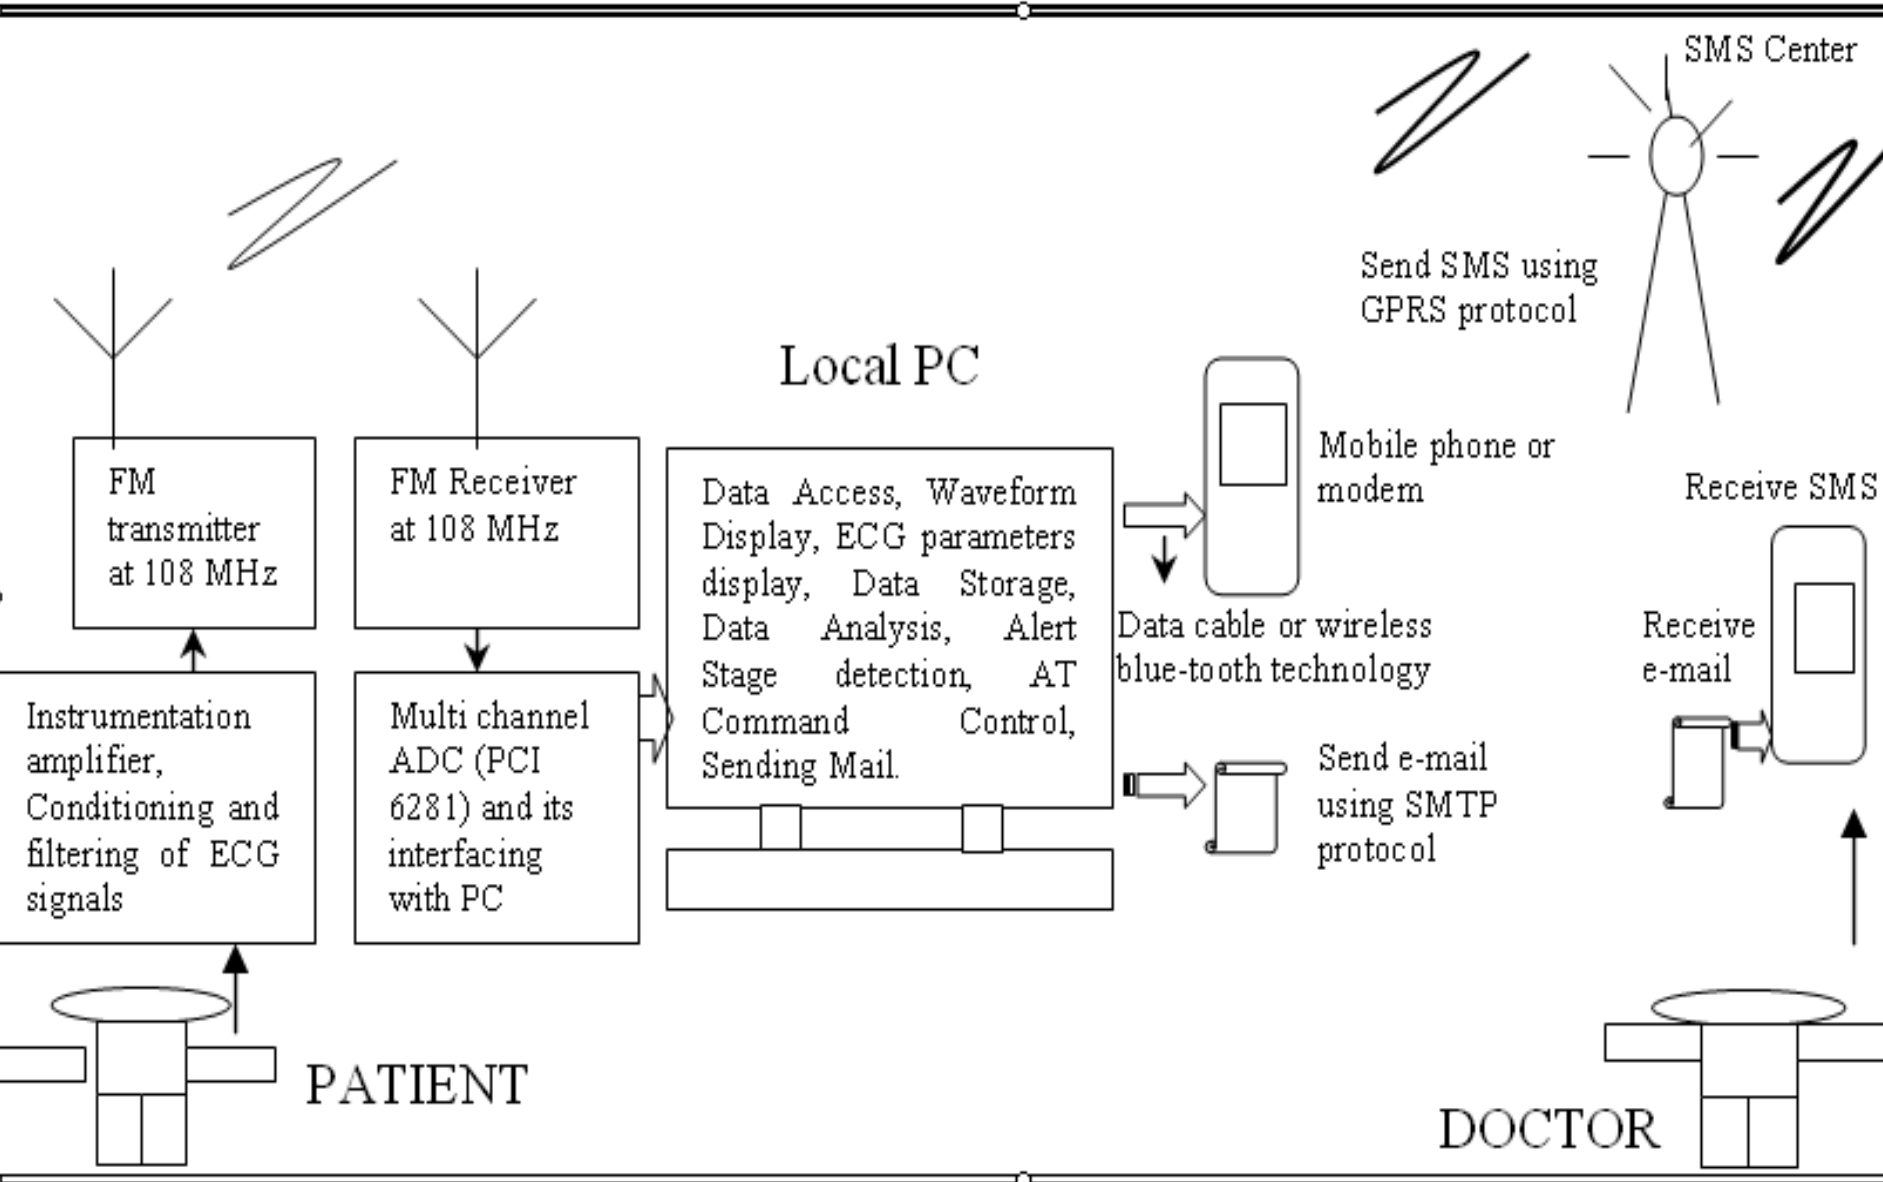 SMS Center
Send SMS using
GPRS protocol
Local PC
FM
transmitter
at 108 MHz
FM Receiver
at 108 MHz
Data Access, Waveform
Display, ECG parameters
display, Data Storage,
Data Analysis, Alert
Stage detection, AT
Command Control,
Sending Mail.
Mobile phone or
modem
Receive SMS
Data cable or wireless
blue-tooth technology
Receive
e-mail
Instrumentation
amplifier,
Conditioning and
filtering of ECG
signals
Multi channel
ADC (PCI
6281) and its
interfacing
with PC
Send e-mail
using SMTP
protocol
PATIENT
DOCTOR